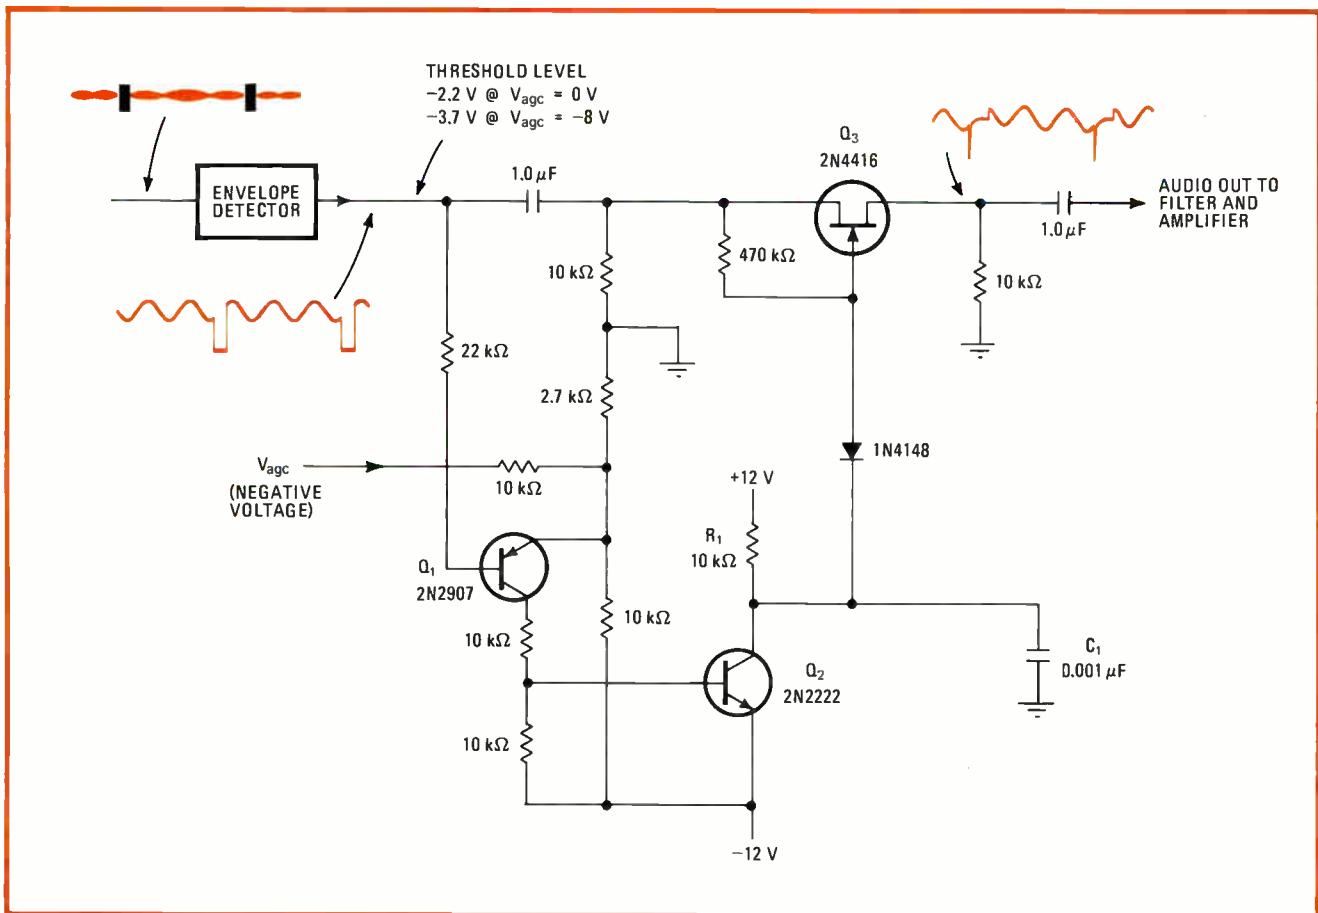 THRESHOLD LEVEL
−2.2 V @ Vagc = 0 V
−3.7 V @ Vagc = −8 V
ENVELOPE
DETECTOR
1.0 µF
Q3
2N4416
AUDIO OUT TO
FILTER AND
AMPLIFIER
1.0 µF
10 kΩ
470 kΩ
10 kΩ
22 kΩ
2.7 kΩ
Vagc
(NEGATIVE
VOLTAGE)
10 kΩ
1N4148
+12 V
R1
10 kΩ
Q1
2N2907
10 kΩ
10 kΩ
Q2
2N2222
C1
0.001 µF
10 kΩ
−12 V